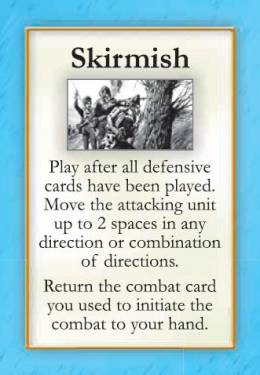 Skirmish
Play after all defensive
cards have been played.
Move the attacking unit
up to 2 spaces in any
direction or combination
of directions.
Return the combat card
you used to initiate the
combat to your hand.